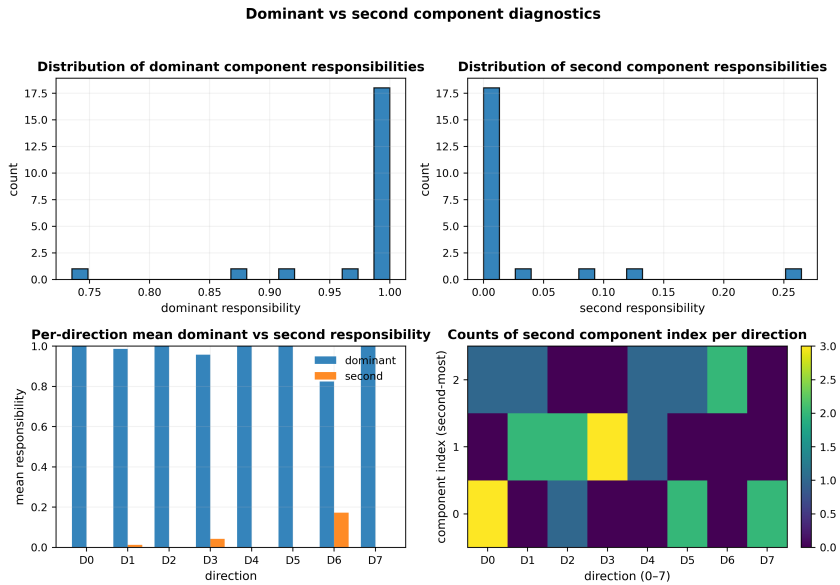 Dominant vs second component diagnostics
Distribution of dominant component responsibilities
count
17.5
15.0
12.5
10.0
7.5
5.0
2.5
0.0
0.75
0.80
0.85
0.90
0.95
1.00
dominant responsibility
Distribution of second component responsibilities
count
17.5
15.0
12.5
10.0
7.5
5.0
2.5
0.0
0.00
0.05
0.10
0.15
0.20
0.25
second responsibility
Per-direction mean dominant vs second responsibility
mean responsibility
1.0
0.8
0.6
0.4
0.2
0.0
dominant
second
D0
D1
D2
D3
D4
D5
D6
D7
direction
Counts of second component index per direction
component index (second-most)
2
1
0
D0
D1
D2
D3
D4
D5
D6
D7
direction (0–7)
3.0
2.5
2.0
1.5
1.0
0.5
0.0